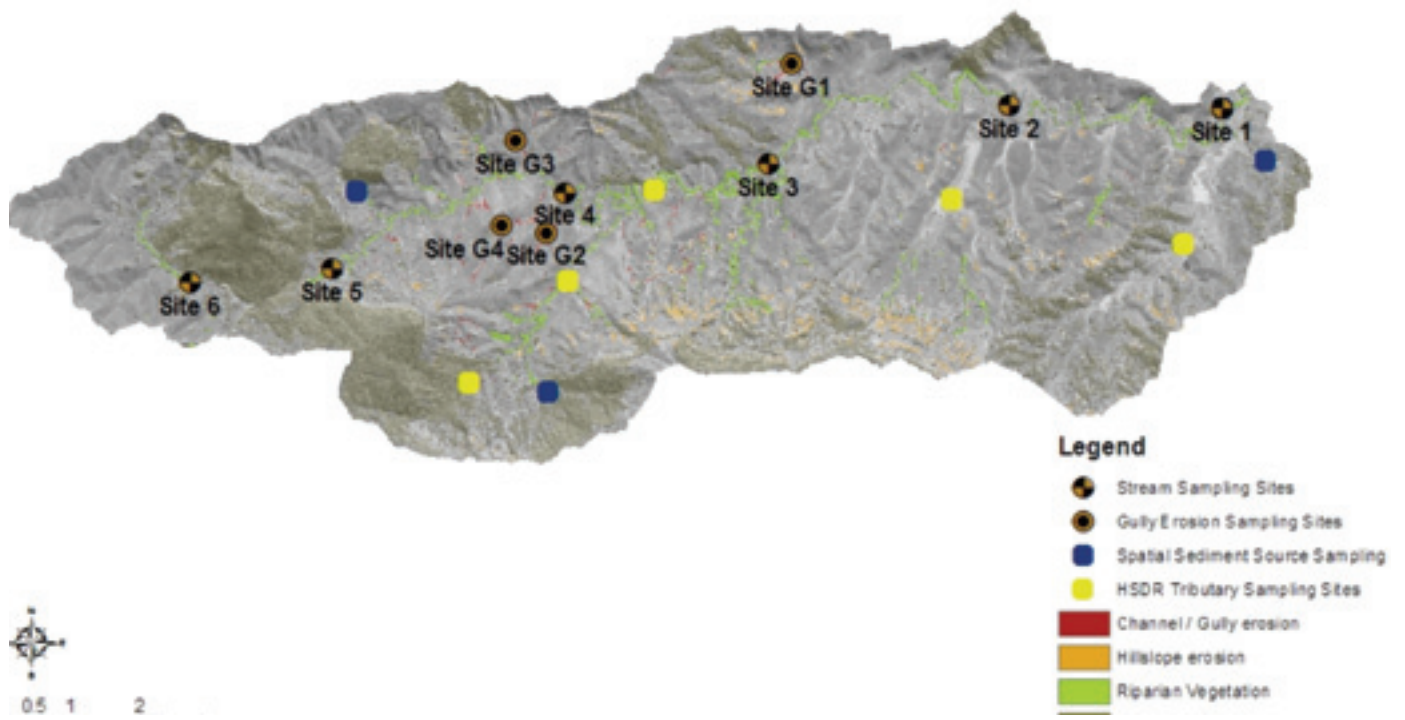 Site G1
Site 2
Site 1
Site G3
Site 3
Site 4
Site G4
Site G2
Site 6
Site 5
Legend
Stream Sampling Sites
Gully Erosion Sampling Sites
Spatial Sediment Source Sampling
HSDR Tributary Sampling Sites
Channel / Gully erosion
Hillslope erosion
Riparian Vegetation
0.5 1 2